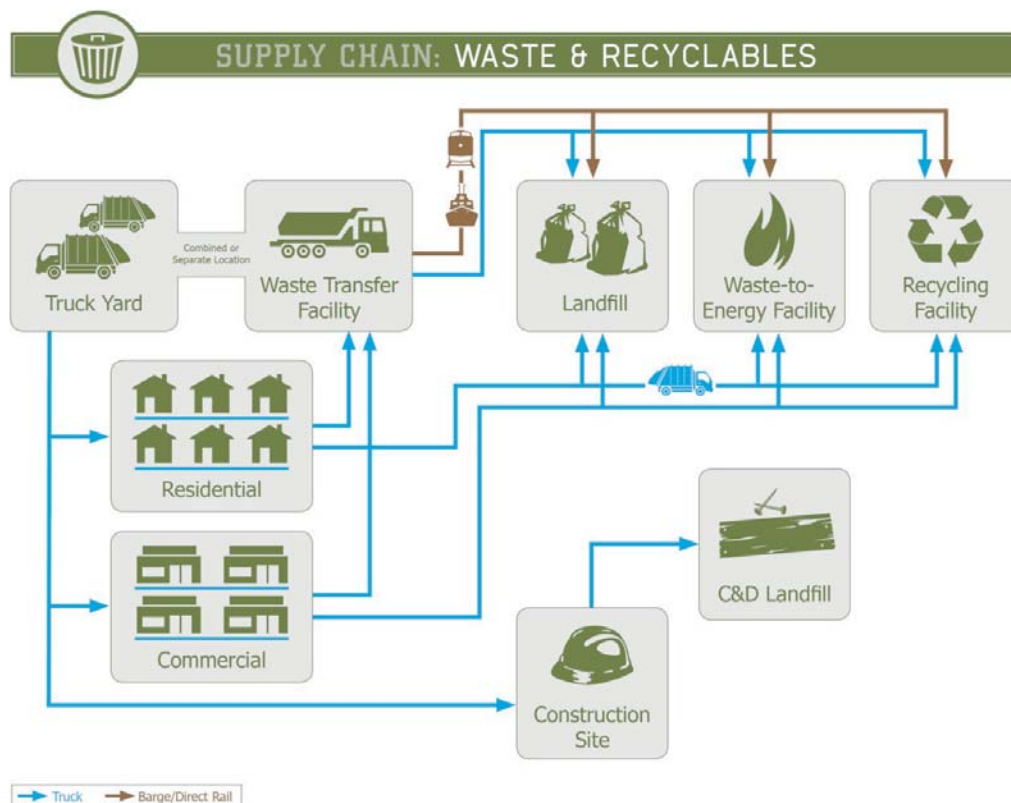 SUPPLY CHAIN: WASTE & RECYCLABLES
Truck Yard
Combined or
Separate Location
Waste Transfer
Facility
Landfill
Waste-to-
Energy Facility
Recycling
Facility
Residential
Commercial
C&D Landfill
Construction
Site
Truck
Barge/Direct Rail